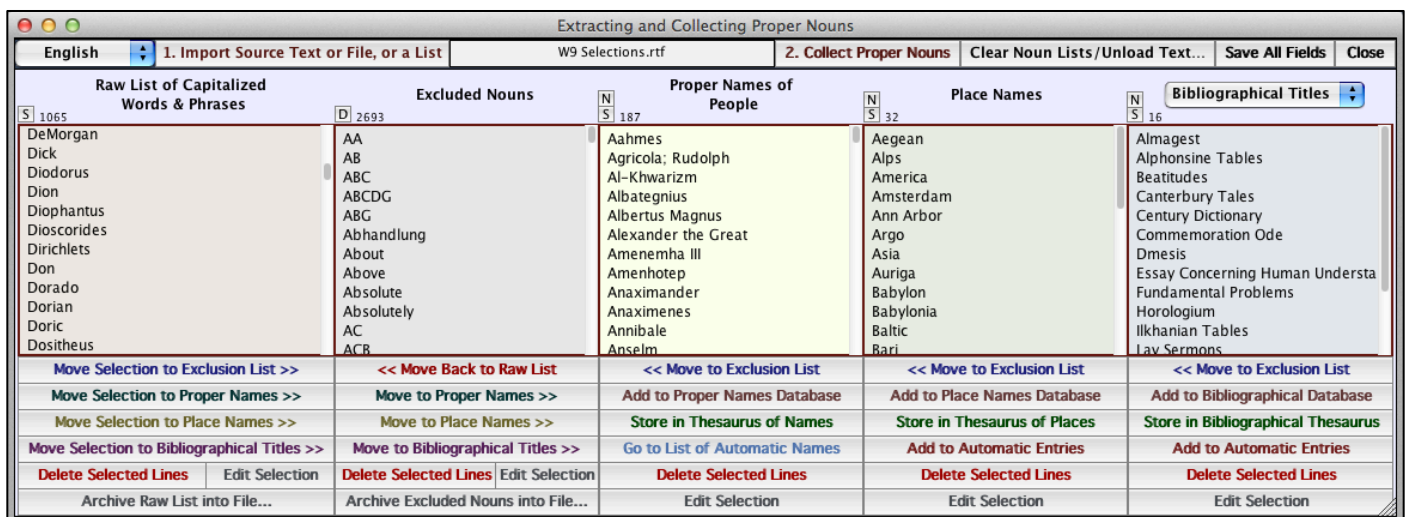 Extracting and Collecting Proper Nouns
English 1. Import Source Text or File, or a List W9 Selections.rtf 2. Collect Proper Nouns Clear Noun Lists/Unload Text... Save All Fields Close
Raw List of Capitalized
Words & Phrases
S 1065
DeMorgan
Dick
Diodorus
Dion
Diophantus
Dioscorides
Dirichlets
Don
Dorado
Dorian
Doric
Dositheus
Move Selection to Exclusion List >>
Move Selection to Proper Names >>
Move Selection to Place Names >>
Move Selection to Bibliographical Titles >>
Delete Selected Lines Edit Selection
Archive Raw List into File...
Excluded Nouns
D 2693
AA
AB
ABC
ABCDG
ABG
Abhandlung
About
Above
Absolute
Absolutely
AC
ACB
<< Move Back to Raw List
Move to Proper Names >>
Move to Place Names >>
Move to Bibliographical Titles >>
Delete Selected Lines Edit Selection
Archive Excluded Nouns into File...
Proper Names of
People
N
S 187
Aahmes
Agricola; Rudolph
Al-Khwarizm
Albategnius
Albertus Magnus
Alexander the Great
Amenemha III
Amenhotep
Anaximander
Anaximenes
Annibale
Anselm
<< Move to Exclusion List
Add to Proper Names Database
Store in Thesaurus of Names
Go to List of Automatic Names
Delete Selected Lines
Edit Selection
Place Names
N
S 32
Aegean
Alps
America
Amsterdam
Ann Arbor
Argo
Asia
Auriga
Babylon
Babylonia
Baltic
Bari
<< Move to Exclusion List
Add to Place Names Database
Store in Thesaurus of Places
Add to Automatic Entries
Delete Selected Lines
Edit Selection
Bibliographical Titles
N
S 16
Almagest
Alphonsine Tables
Beatitudes
Canterbury Tales
Century Dictionary
Commemoration Ode
Dmesis
Essay Concerning Human Understa
Fundamental Problems
Horologium
Ilkhanian Tables
Lay Sermons
<< Move to Exclusion List
Add to Bibliographical Database
Store in Bibliographical Thesaurus
Add to Automatic Entries
Delete Selected Lines
Edit Selection